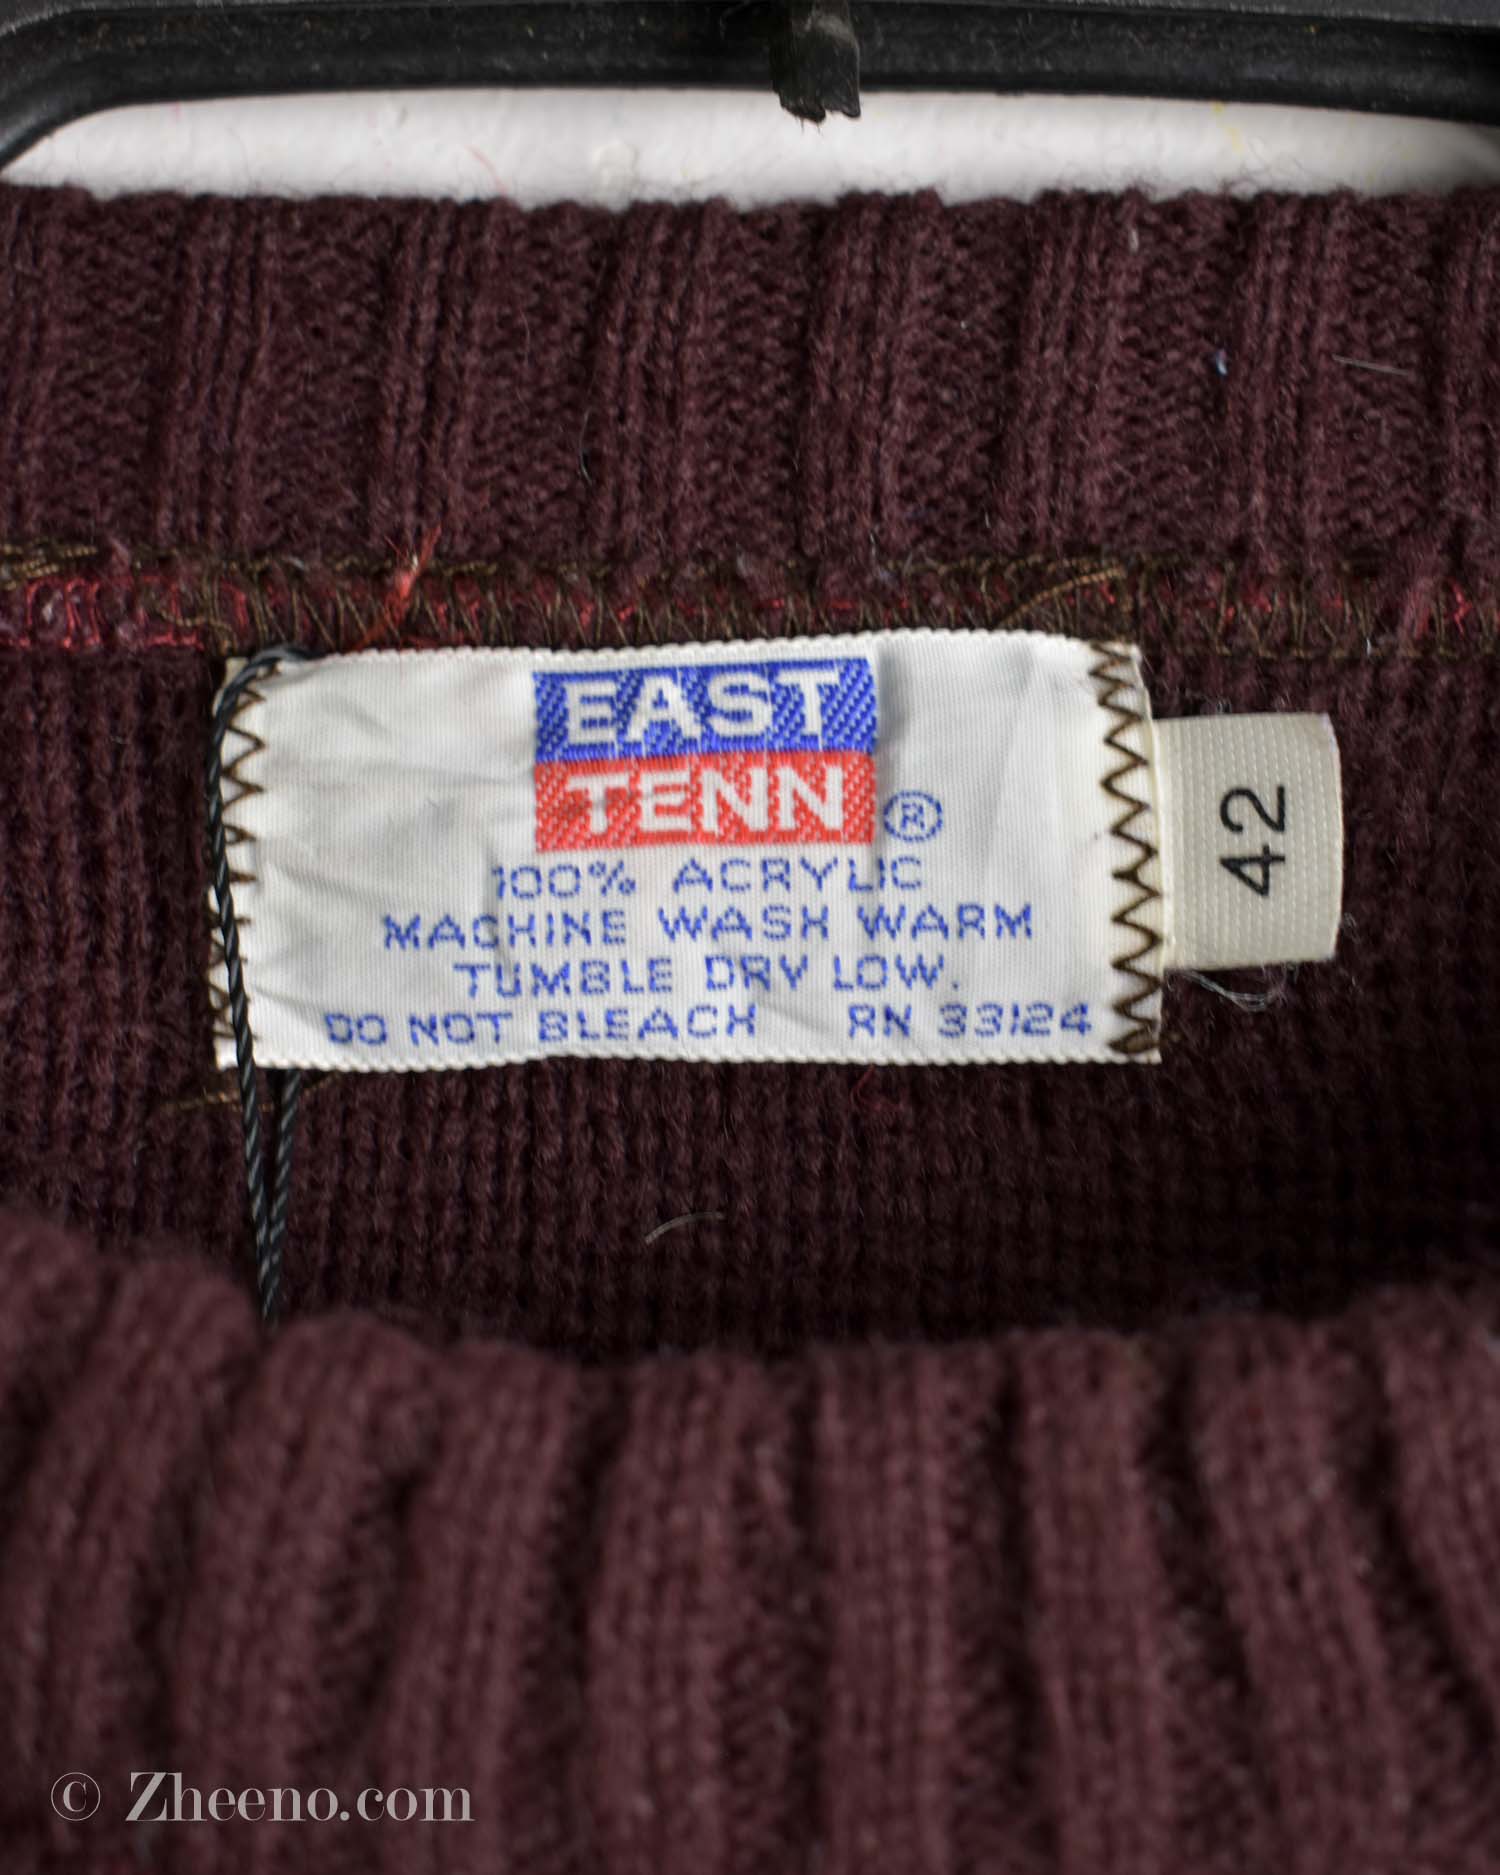 EAST
TENN ®
100% ACRYLIC
MACHINE WASH WARM
TUMBLE DRY LOW.
DO NOT BLEACH RN 33124
42
© Zheeno.com